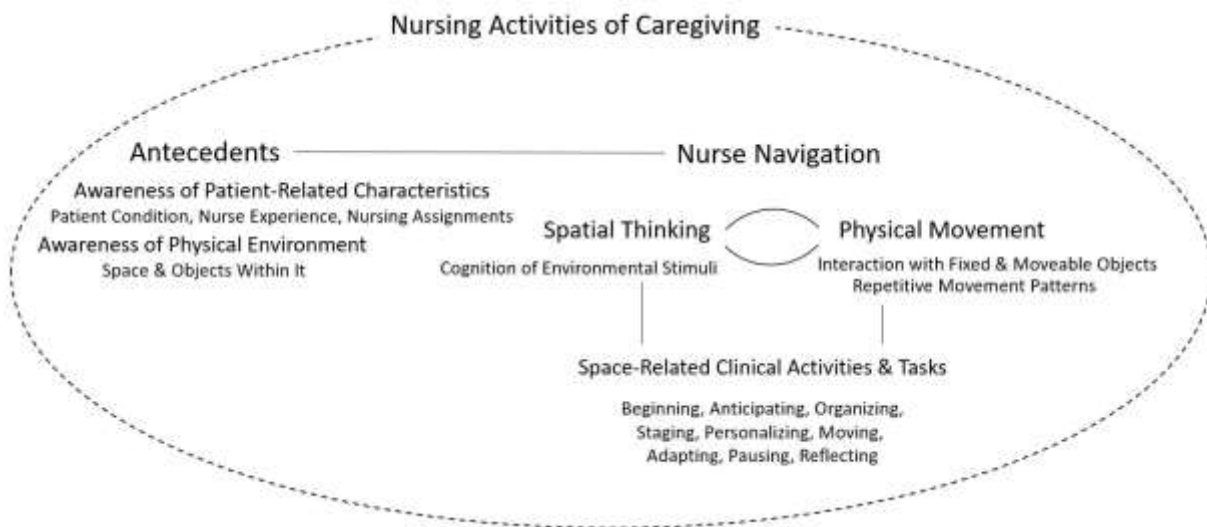 Nursing Activities of Caregiving
Antecedents
Awareness of Patient-Related Characteristics
Patient Condition, Nurse Experience, Nursing Assignments
Awareness of Physical Environment
Space & Objects Within It
Nurse Navigation
Spatial Thinking
Cognition of Environmental Stimuli
Physical Movement
Interaction with Fixed & Moveable Objects
Repetitive Movement Patterns
Space-Related Clinical Activities & Tasks
Beginning, Anticipating, Organizing,
Staging, Personalizing, Moving,
Adapting, Pausing, Reflecting